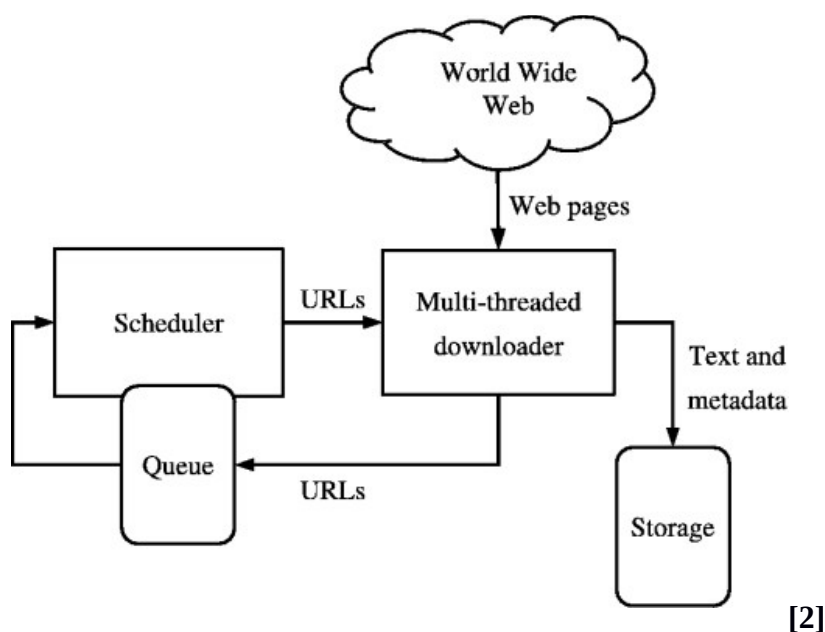 World Wide
Web
Web pages
URLs
Scheduler
Multi-threaded
downloader
Text and
metadata
Queue
URLs
Storage
[2]